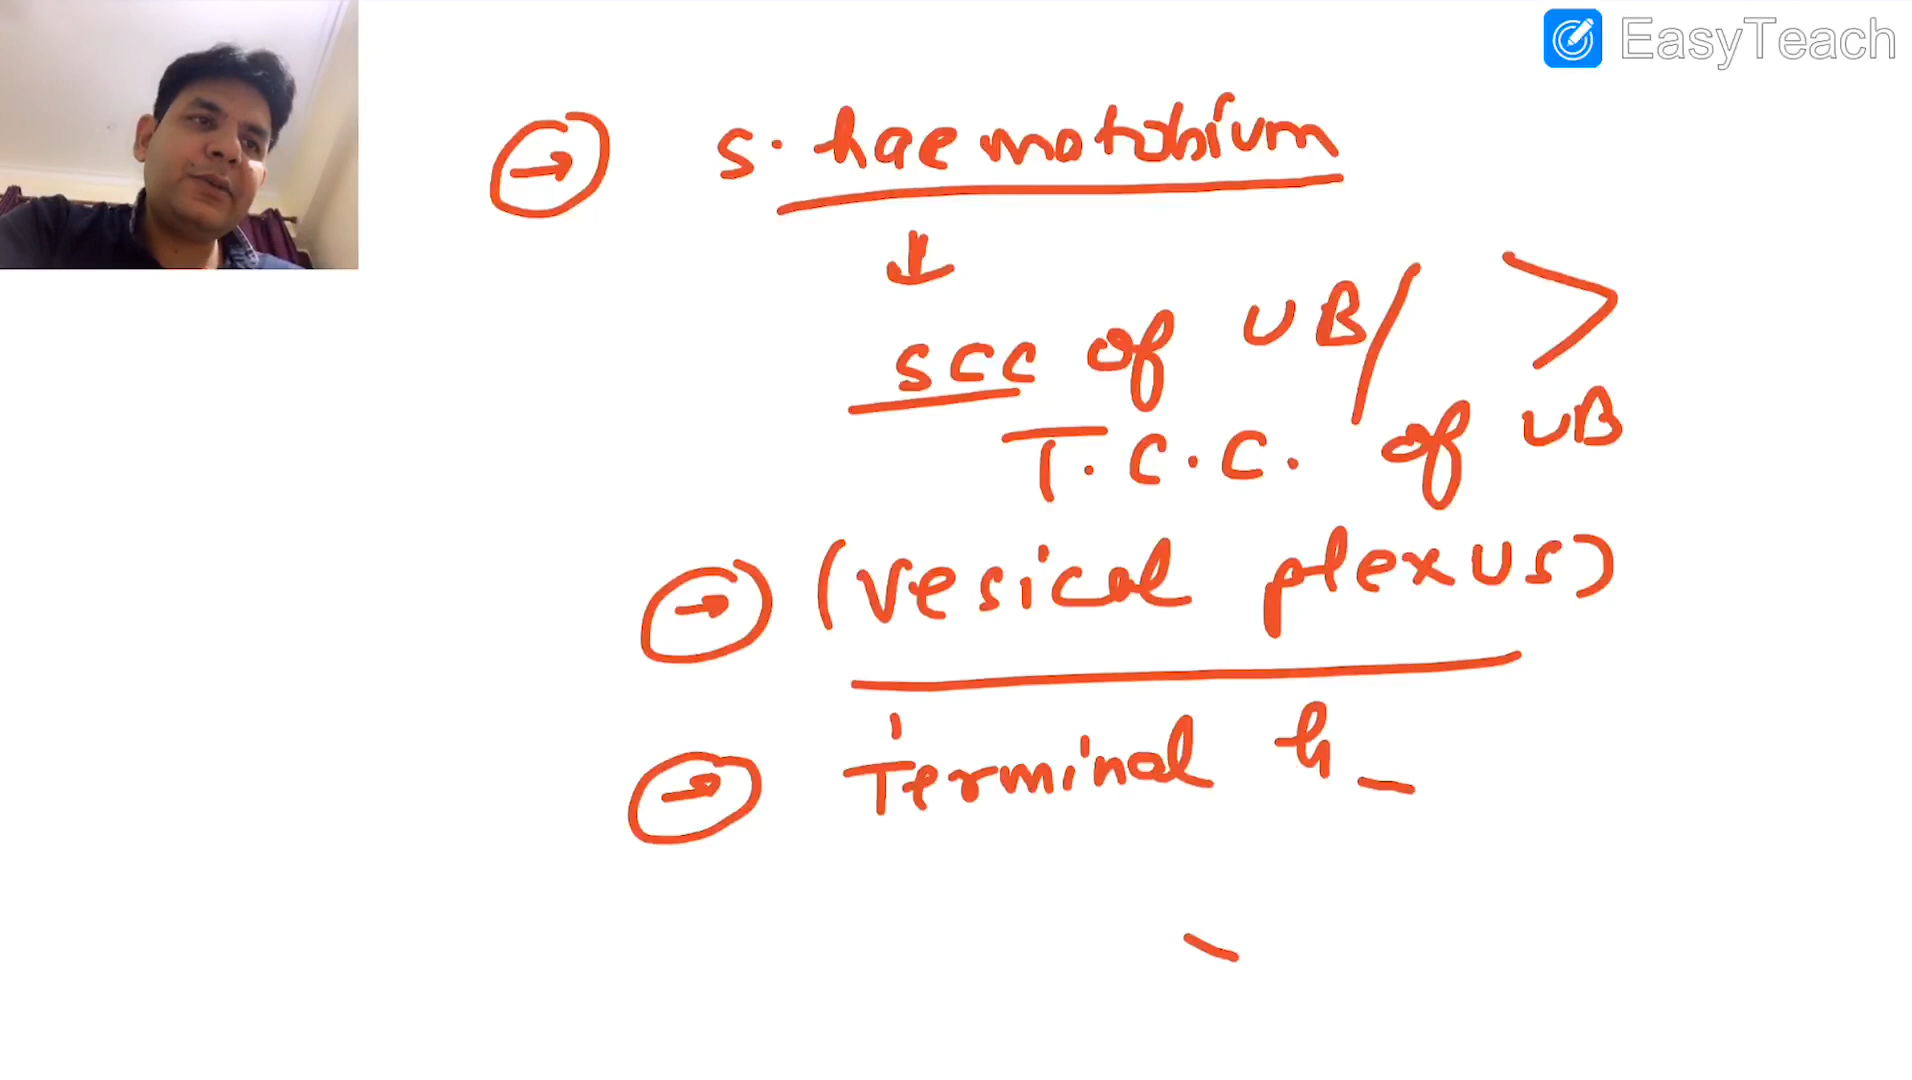 EasyTeach
→ S. haematobium
↓
SCC of UB / >
T.C.C. of UB
→ (vesical plexus)
→ Terminal h